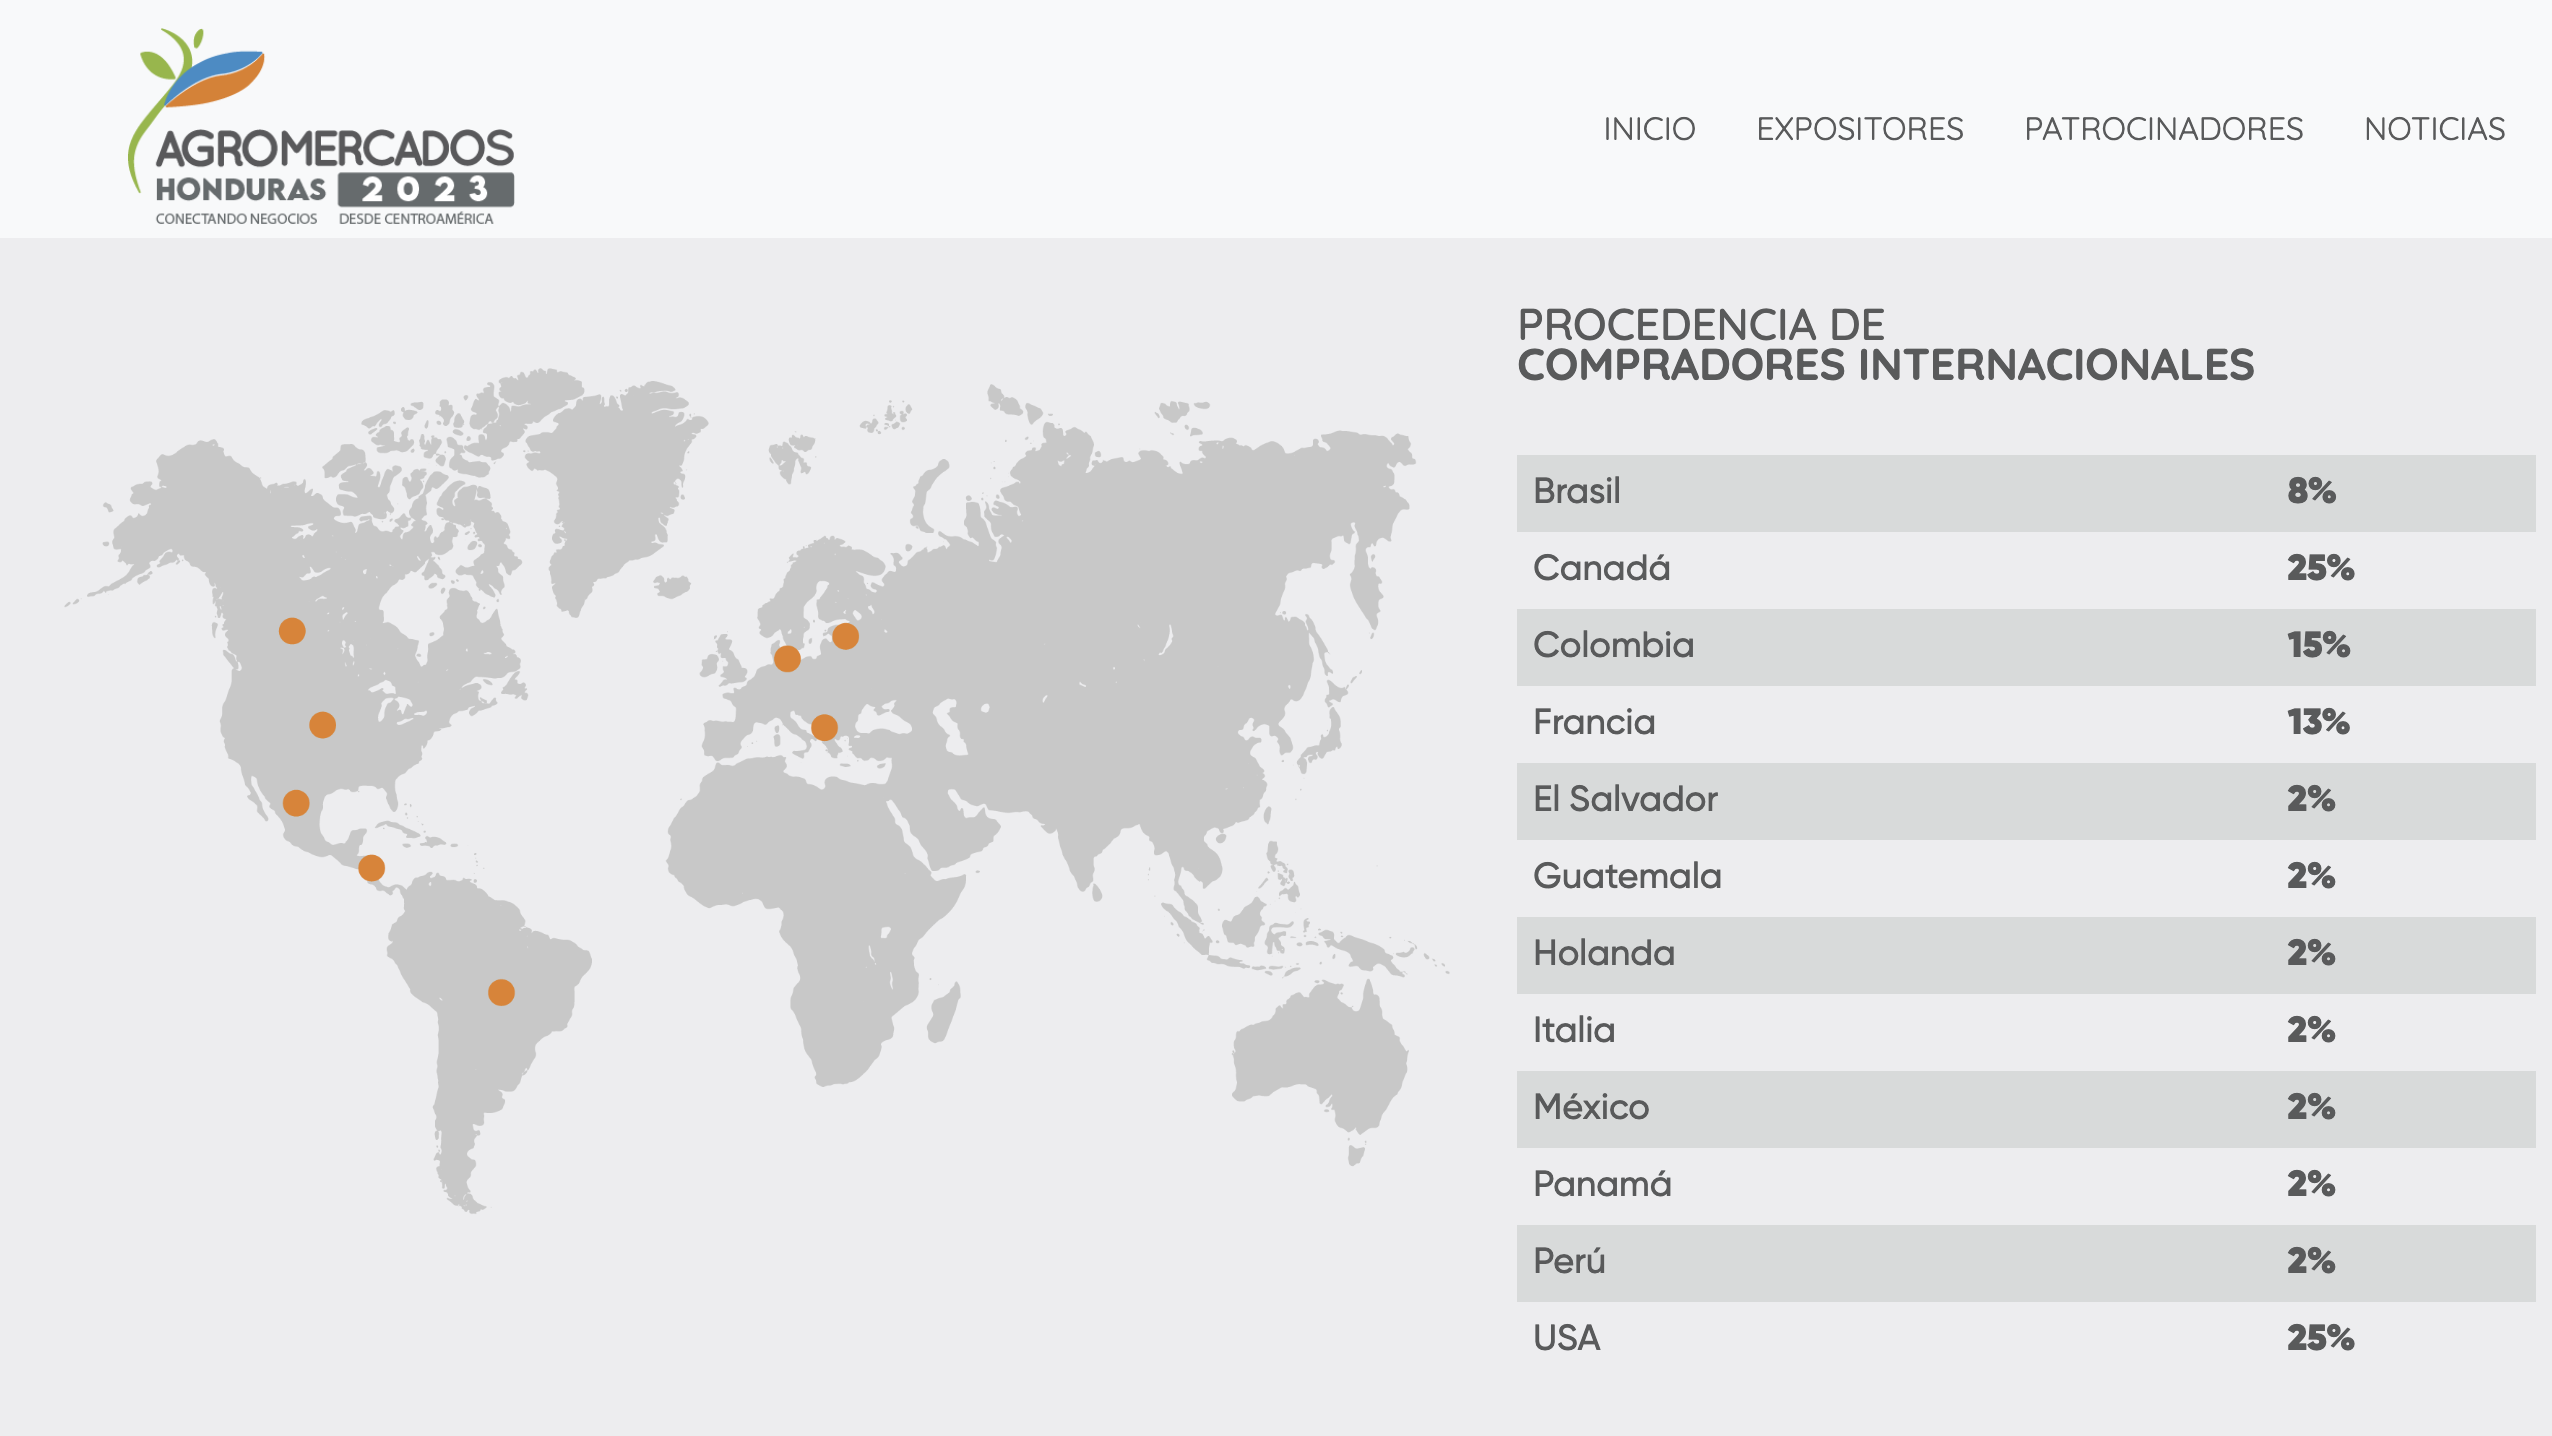 AGROMERCADOS
HONDURAS 2023
CONECTANDO NEGOCIOS DESDE CENTROAMÉRICA
INICIO EXPOSITORES PATROCINADORES NOTICIAS
PROCEDENCIA DE
COMPRADORES INTERNACIONALES
Brasil 8%
Canadá 25%
Colombia 15%
Francia 13%
El Salvador 2%
Guatemala 2%
Holanda 2%
Italia 2%
México 2%
Panamá 2%
Perú 2%
USA 25%